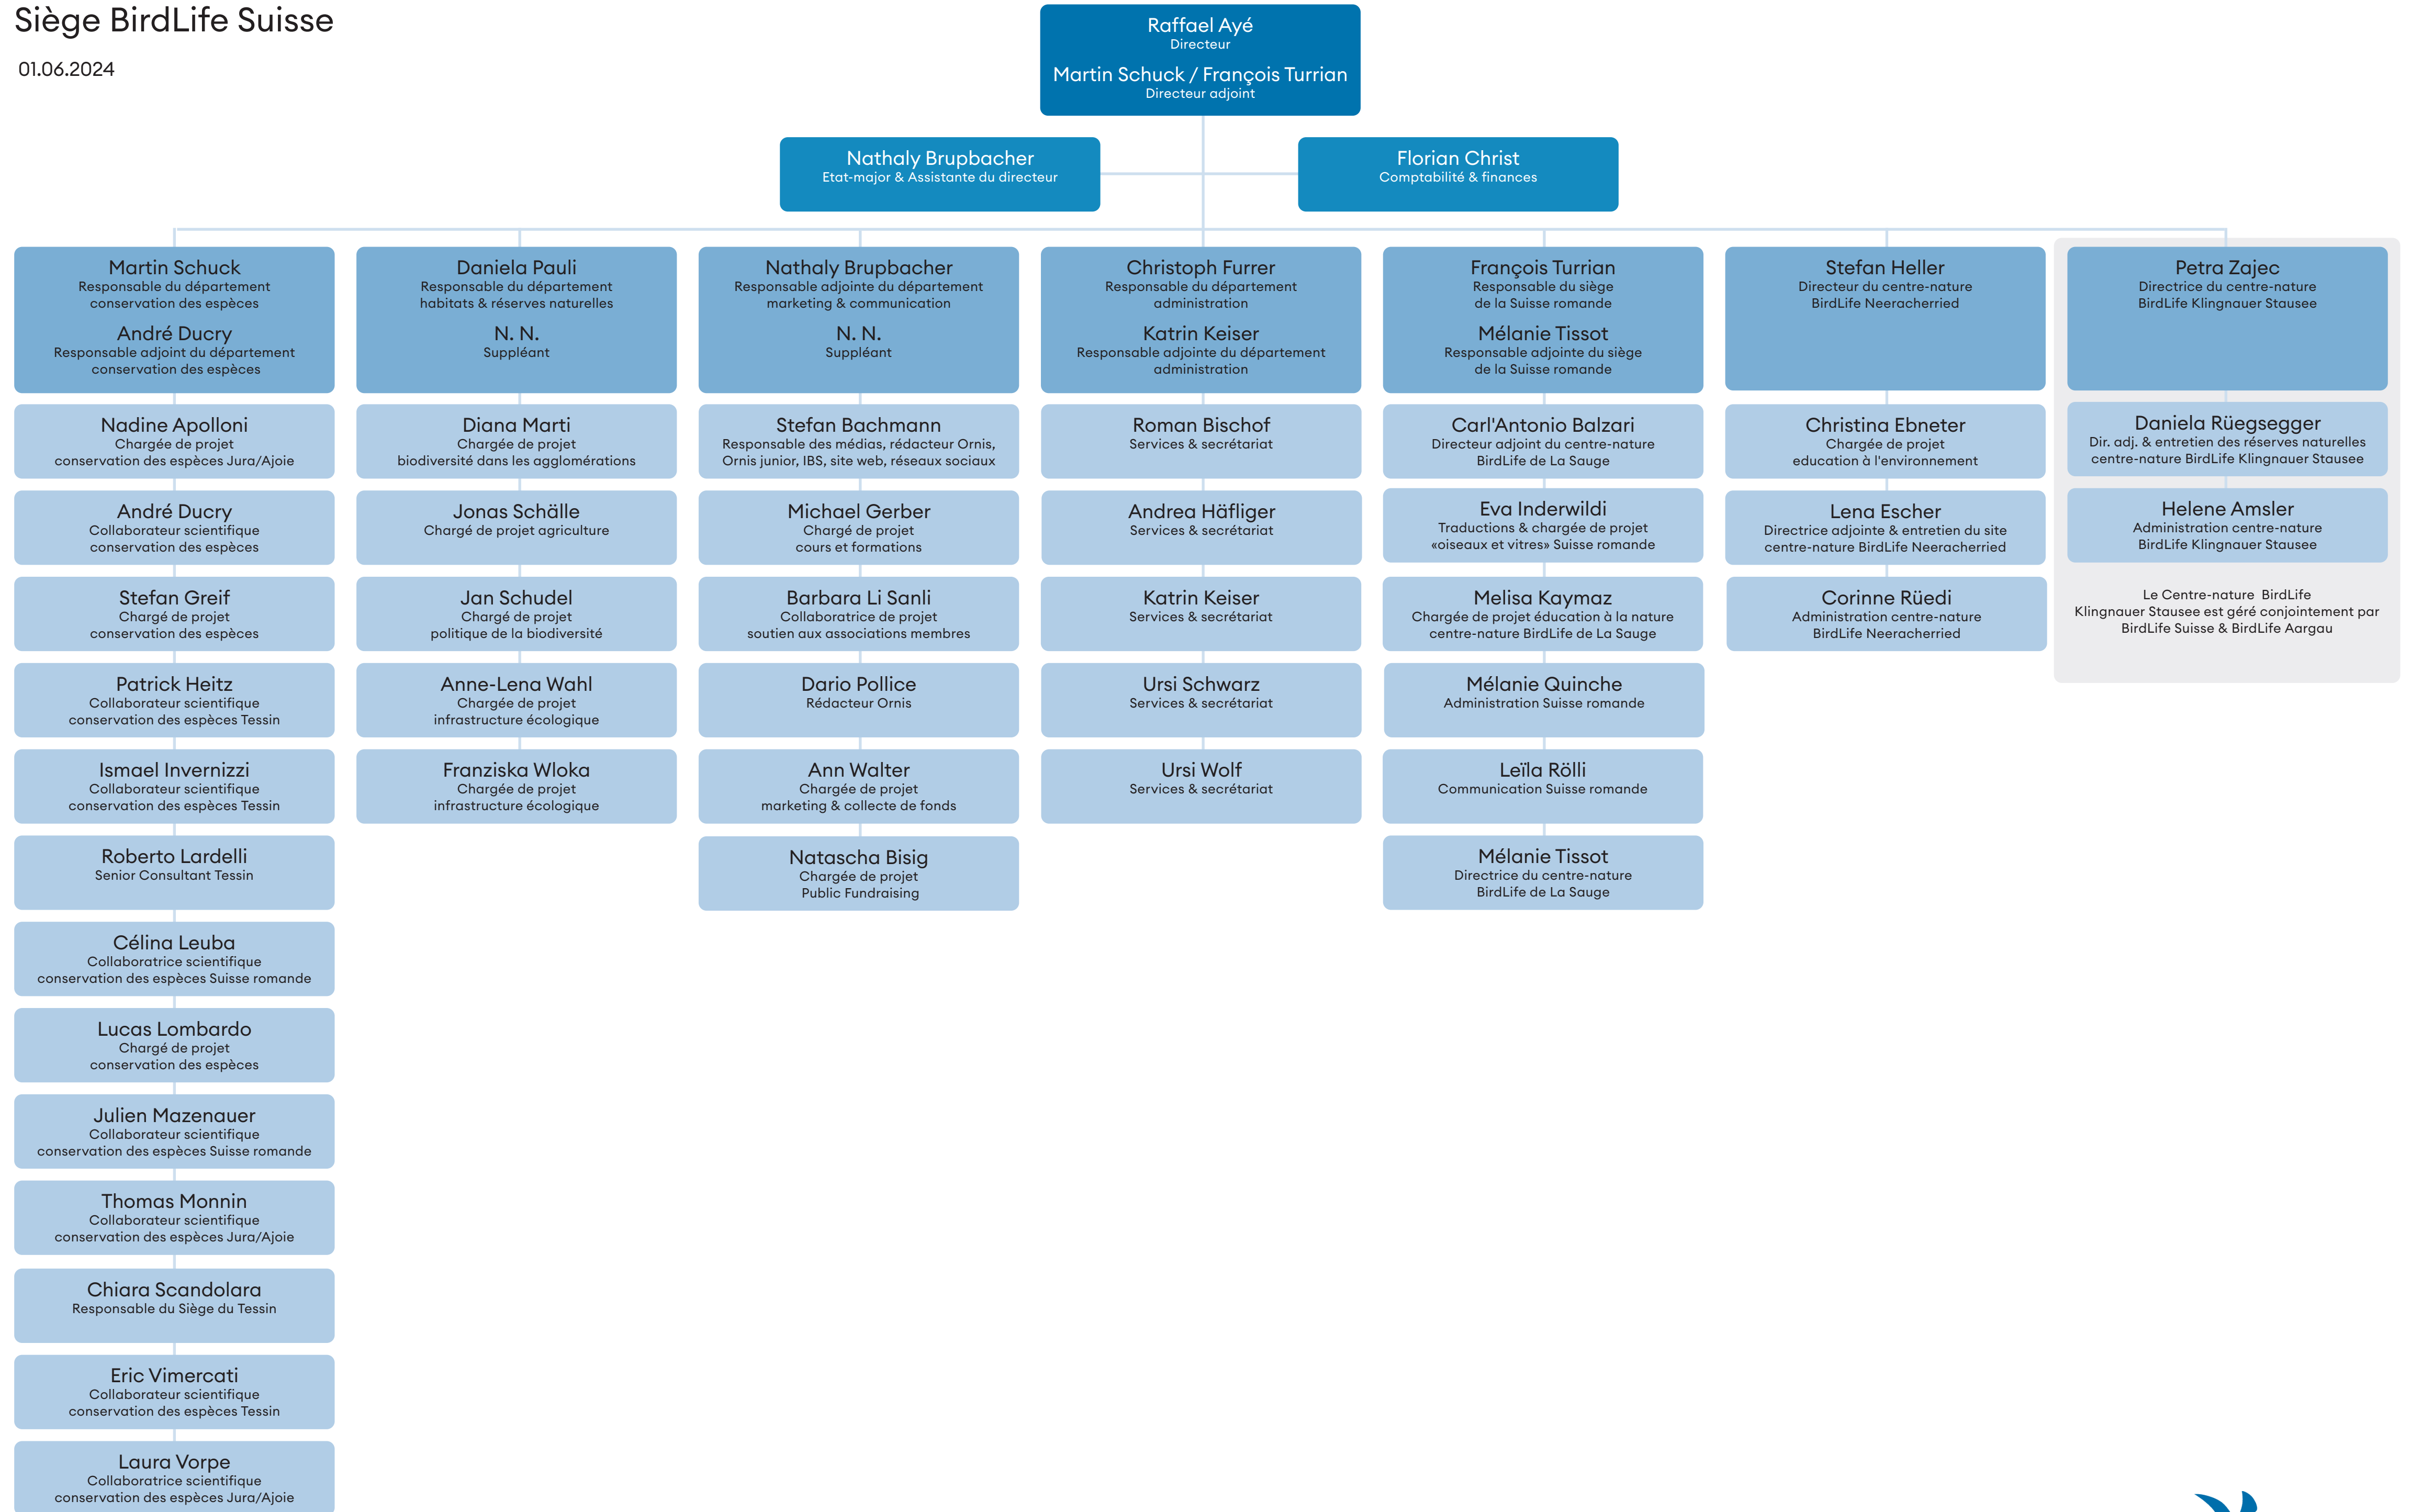 Siège BirdLife Suisse
01.06.2024
Raffael Ayé
Directeur
Martin Schuck / François Turrian
Directeur adjoint
Nathaly Brupbacher
Etat-major & Assistante du directeur
Florian Christ
Comptabilité & finances
Martin Schuck
Responsable du département
conservation des espèces
André Ducry
Responsable adjoint du département
conservation des espèces
Nadine Apolloni
Chargée de projet
conservation des espèces Jura/Ajoie
André Ducry
Collaborateur scientifique
conservation des espèces
Stefan Greif
Chargé de projet
conservation des espèces
Patrick Heitz
Collaborateur scientifique
conservation des espèces Tessin
Ismael Invernizzi
Collaborateur scientifique
conservation des espèces Tessin
Roberto Lardelli
Senior Consultant Tessin
Célina Leuba
Collaboratrice scientifique
conservation des espèces Suisse romande
Lucas Lombardo
Chargé de projet
conservation des espèces
Julien Mazenauer
Collaborateur scientifique
conservation des espèces Suisse romande
Thomas Monnin
Collaborateur scientifique
conservation des espèces Jura/Ajoie
Chiara Scandolara
Responsable du Siège du Tessin
Eric Vimercati
Collaborateur scientifique
conservation des espèces Tessin
Laura Vorpe
Collaboratrice scientifique
conservation des espèces Jura/Ajoie
Daniela Pauli
Responsable du département
habitats & réserves naturelles
N. N.
Suppléant
Diana Marti
Chargée de projet
biodiversité dans les agglomérations
Jonas Schälle
Chargé de projet agriculture
Jan Schudel
Chargé de projet
politique de la biodiversité
Anne-Lena Wahl
Chargée de projet
infrastructure écologique
Franziska Wloka
Chargée de projet
infrastructure écologique
Nathaly Brupbacher
Responsable adjointe du département
marketing & communication
N. N.
Suppléant
Stefan Bachmann
Responsable des médias, rédacteur Ornis,
Ornis junior, IBS, site web, réseaux sociaux
Michael Gerber
Chargé de projet
cours et formations
Barbara Li Sanli
Collaboratrice de projet
soutien aux associations membres
Dario Pollice
Rédacteur Ornis
Ann Walter
Chargée de projet
marketing & collecte de fonds
Natascha Bisig
Chargée de projet
Public Fundraising
Christoph Furrer
Responsable du département
administration
Katrin Keiser
Responsable adjointe du département
administration
Roman Bischof
Services & secrétariat
Andrea Häfliger
Services & secrétariat
Katrin Keiser
Services & secrétariat
Ursi Schwarz
Services & secrétariat
Ursi Wolf
Services & secrétariat
François Turrian
Responsable du siège
de la Suisse romande
Mélanie Tissot
Responsable adjointe du siège
de la Suisse romande
Carl'Antonio Balzari
Directeur adjoint du centre-nature
BirdLife de La Sauge
Eva Inderwildi
Traductions & chargée de projet
«oiseaux et vitres» Suisse romande
Melisa Kaymaz
Chargée de projet éducation à la nature
centre-nature BirdLife de La Sauge
Mélanie Quinche
Administration Suisse romande
Leïla Rölli
Communication Suisse romande
Mélanie Tissot
Directrice du centre-nature
BirdLife de La Sauge
Stefan Heller
Directeur du centre-nature
BirdLife Neeracherried
Christina Ebneter
Chargée de projet
education à l'environnement
Lena Escher
Directrice adjointe & entretien du site
centre-nature BirdLife Neeracherried
Corinne Rüedi
Administration centre-nature
BirdLife Neeracherried
Petra Zajec
Directrice du centre-nature
BirdLife Klingnauer Stausee
Daniela Rüegsegger
Dir. adj. & entretien des réserves naturelles
centre-nature BirdLife Klingnauer Stausee
Helene Amsler
Administration centre-nature
BirdLife Klingnauer Stausee
Le Centre-nature BirdLife
Klingnauer Stausee est géré conjointement par
BirdLife Suisse & BirdLife Aargau